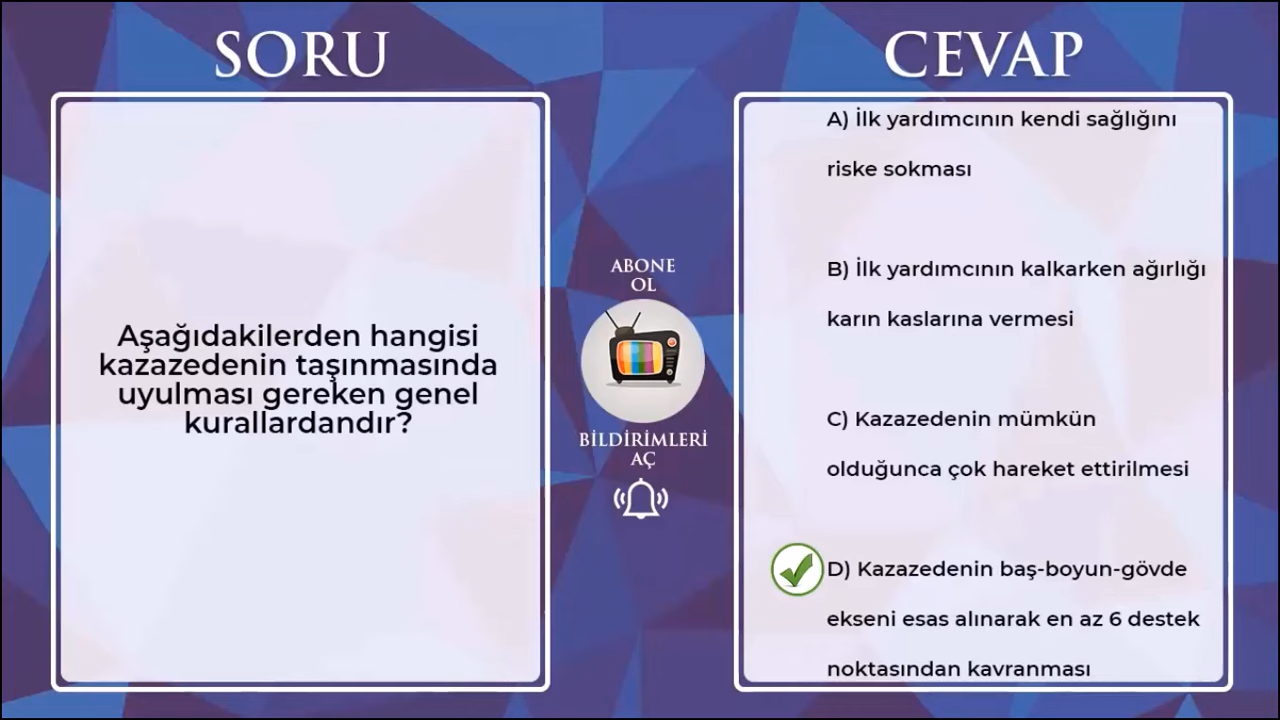 SORU
Aşağıdakilerden hangisi
kazazedenin taşınmasında
uyulması gereken genel
kurallardandır?
ABONE
OL
BİLDİRİMLERİ
AÇ
CEVAP
A) İlk yardımcının kendi sağlığını
riske sokması
B) İlk yardımcının kalkarken ağırlığı
karın kaslarına vermesi
C) Kazazedenin mümkün
olduğunca çok hareket ettirilmesi
D) Kazazedenin baş-boyun-gövde
ekseni esas alınarak en az 6 destek
noktasından kavranması